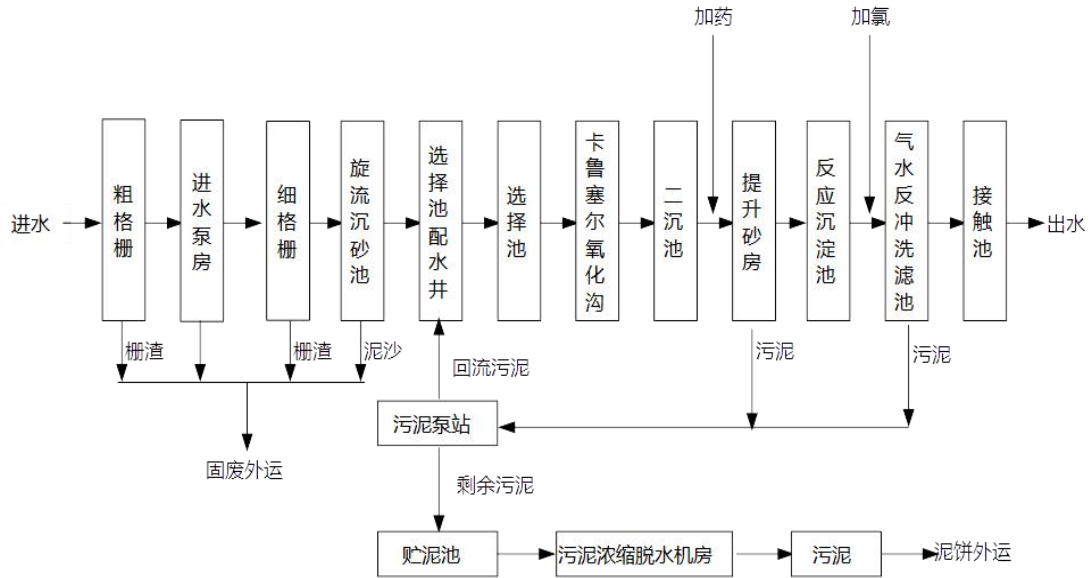 加药
加氯
进水
粗格栅
进水泵房
细格栅
旋流沉砂池
选择池配水井
选择池
卡鲁塞尔氧化沟
二沉池
提升砂房
反应沉淀池
气水反冲洗滤池
接触池
出水
栅渣
栅渣
泥沙
回流污泥
污泥
污泥
污泥泵站
固废外运
剩余污泥
贮泥池
污泥浓缩脱水机房
污泥
泥饼外运